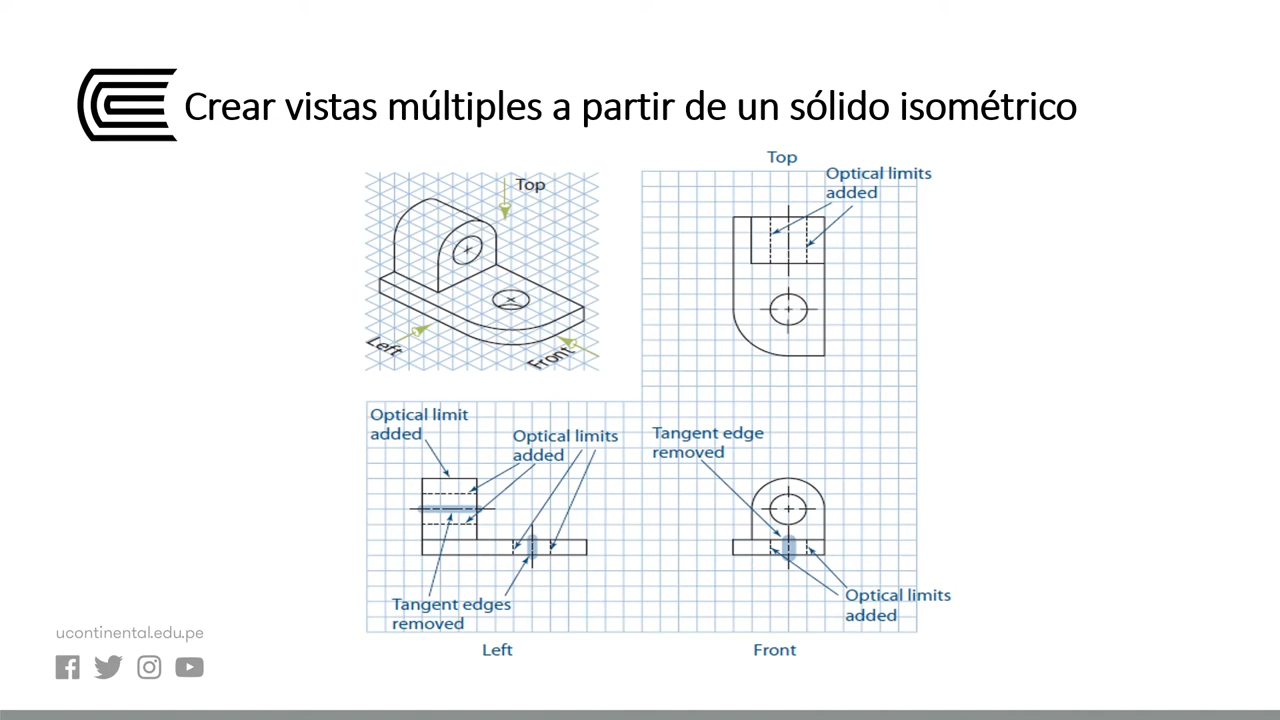 Crear vistas múltiples a partir de un sólido isométrico
Top
Top
Optical limits
added
Left
Front
Optical limit
added
Optical limits
added
Tangent edge
removed
Tangent edges
removed
Optical limits
added
Left
Front
ucontinental.edu.pe